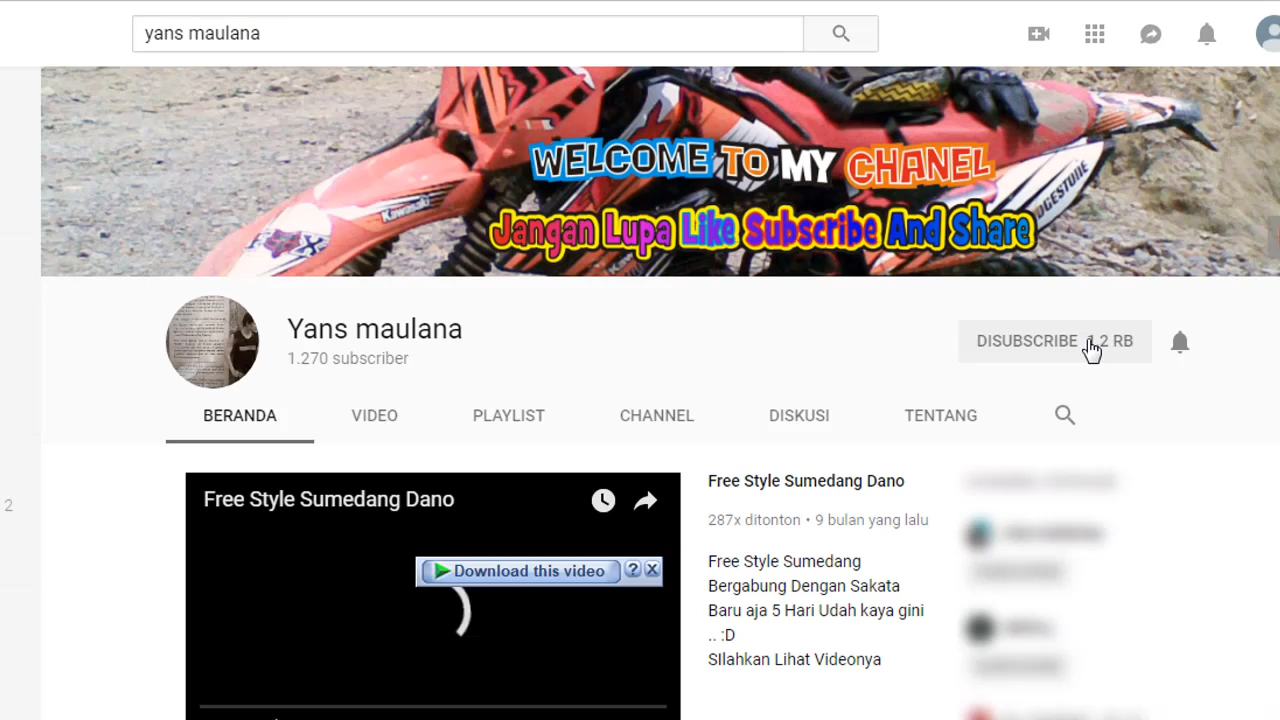 yans maulana
WELCOME TO MY CHANEL
Jangan Lupa Like Subscribe And Share
Kawasaki
Yans maulana
1.270 subscriber
DISUBSCRIBE 1,2 RB
BERANDA
VIDEO
PLAYLIST
CHANNEL
DISKUSI
TENTANG
Free Style Sumedang Dano
Download this video ? X
Free Style Sumedang Dano
287x ditonton • 9 bulan yang lalu
Free Style Sumedang
Bergabung Dengan Sakata
Baru aja 5 Hari Udah kaya gini
.. :D
SIlahkan Lihat Videonya
2